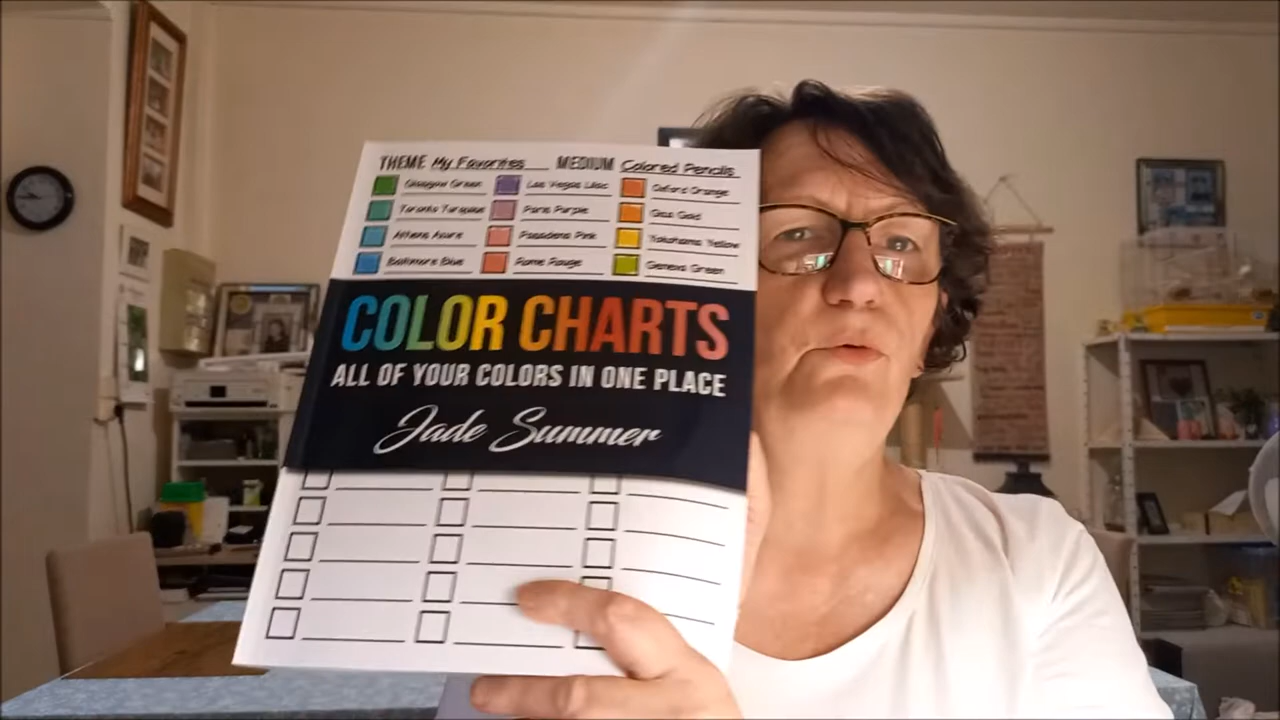 THEME My Favorites MEDIUM Colored Pencils
Glasgow Green Las Vegas Lilac Oxford Orange
Toronto Turquoise Paris Purple Goa Gold
Athens Azure Pasadena Pink Yokohama Yellow
Baltimore Blue Rome Rouge Geneva Green
COLOR CHARTS
ALL OF YOUR COLORS IN ONE PLACE
Jade Summer